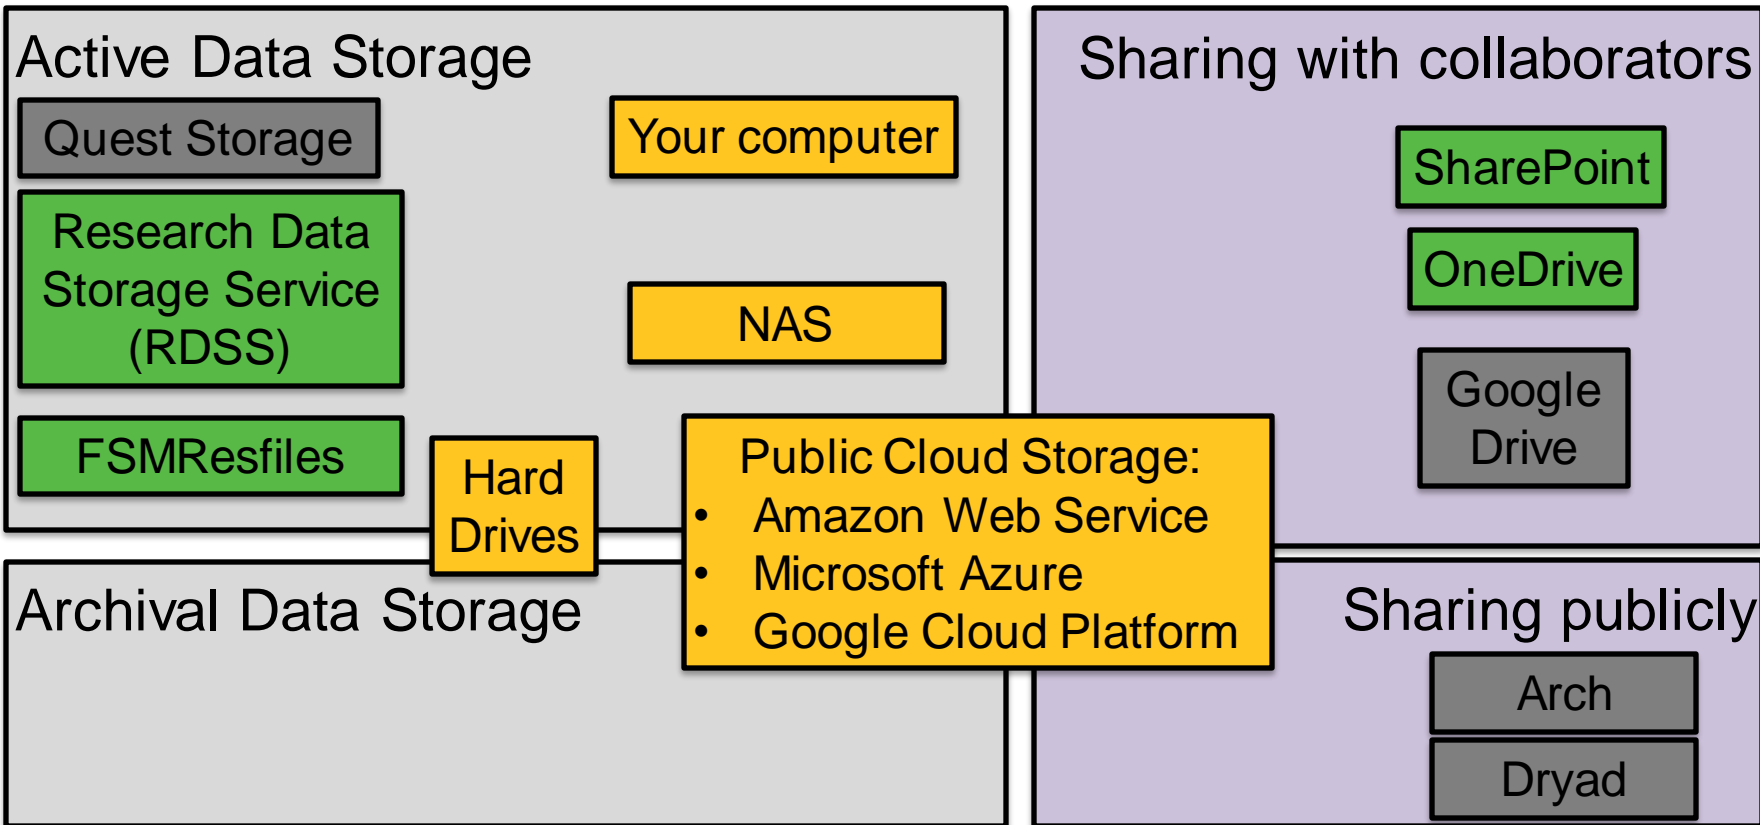 Active Data Storage
Quest Storage
Your computer
Research Data
Storage Service
(RDSS)
NAS
FSMResfiles
Hard
Drives
Public Cloud Storage:
• Amazon Web Service
• Microsoft Azure
• Google Cloud Platform
Sharing with collaborators
SharePoint
OneDrive
Google
Drive
Archival Data Storage
Sharing publicly
Arch
Dryad